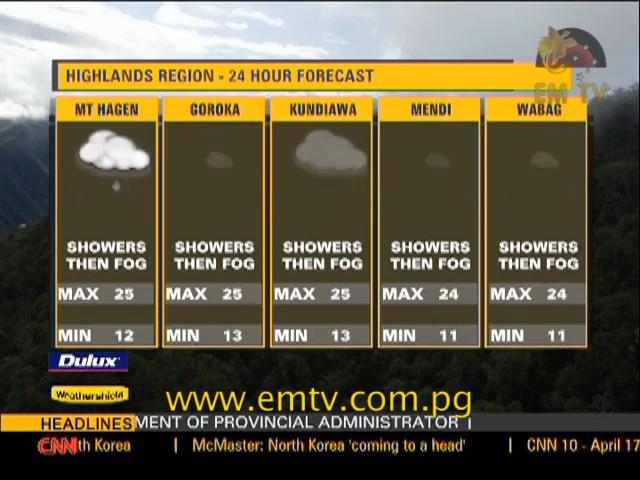 HIGHLANDS REGION - 24 HOUR FORECAST
EM TV
MT HAGEN GOROKA KUNDIAWA MENDI WABAG
SHOWERS SHOWERS SHOWERS SHOWERS SHOWERS
THEN FOG THEN FOG THEN FOG THEN FOG THEN FOG
MAX 25 MAX 25 MAX 25 MAX 24 MAX 24
MIN 12 MIN 13 MIN 13 MIN 11 MIN 11
Dulux
Weathershield
www.emtv.com.pg
HEADLINES MENT OF PROVINCIAL ADMINISTRATOR |
CNN th Korea | McMaster: North Korea 'coming to a head' | CNN 10 - April 17